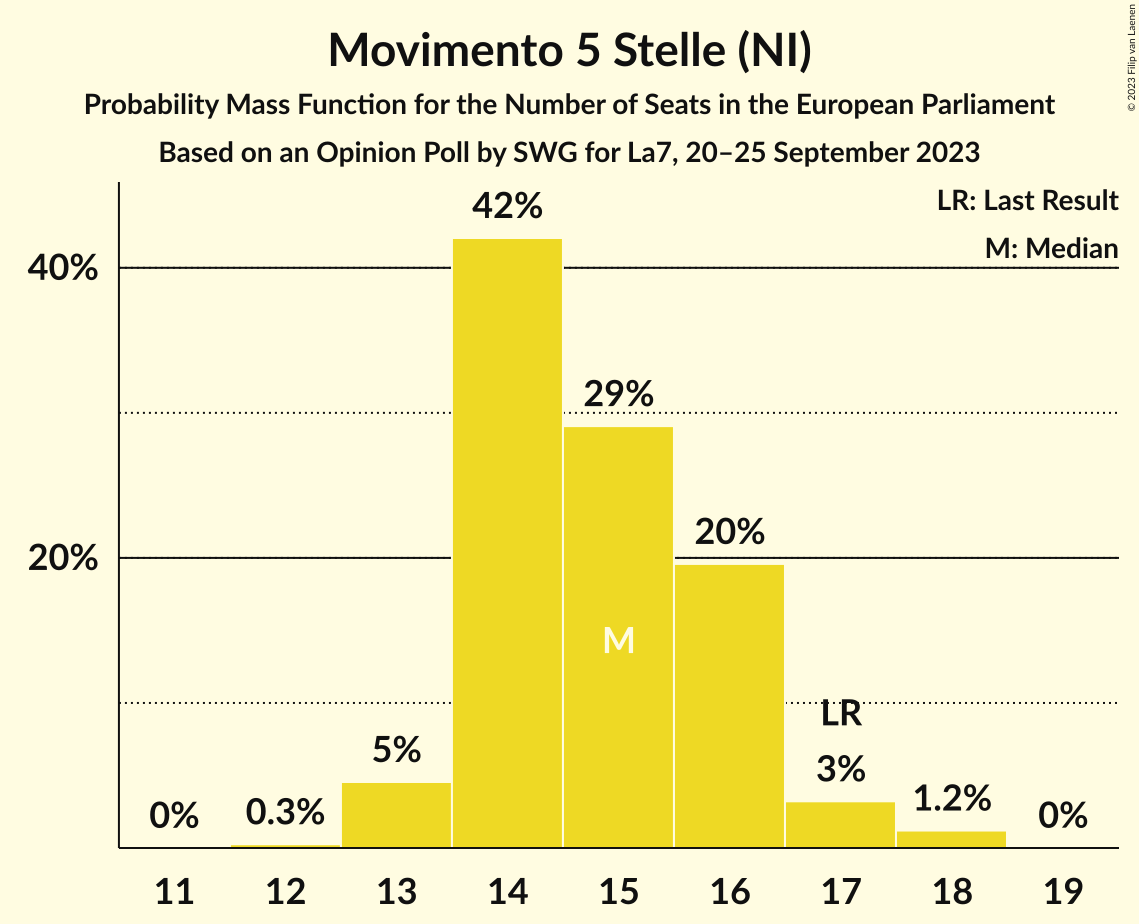 Movimento 5 Stelle (NI)
Probability Mass Function for the Number of Seats in the European Parliament
Based on an Opinion Poll by SWG for La7, 20–25 September 2023
© 2023 Filip van Laenen
LR: Last Result
M: Median
40%
20%
0%
0.3%
5%
42%
29%
20%
3%
1.2%
0%
M
LR
11 12 13 14 15 16 17 18 19